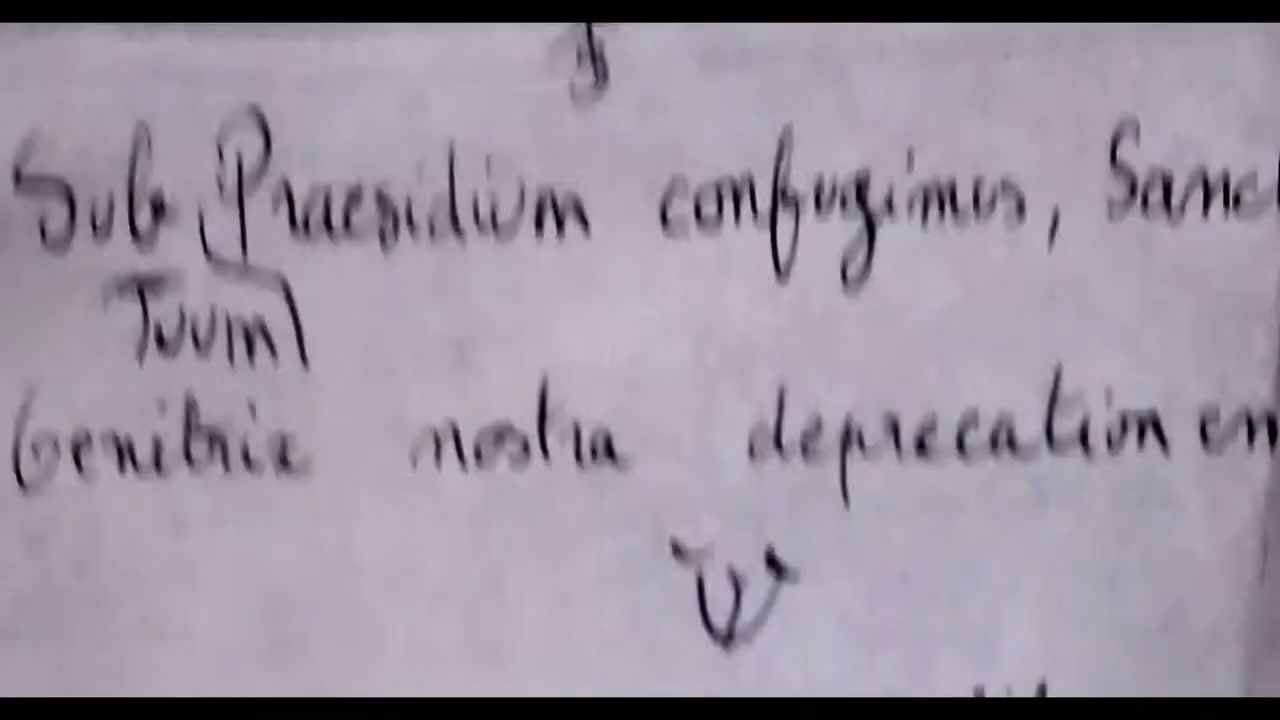 Sub Praesidium confugimus, Sanc
Tuum
Genitrix nostra deprecationem